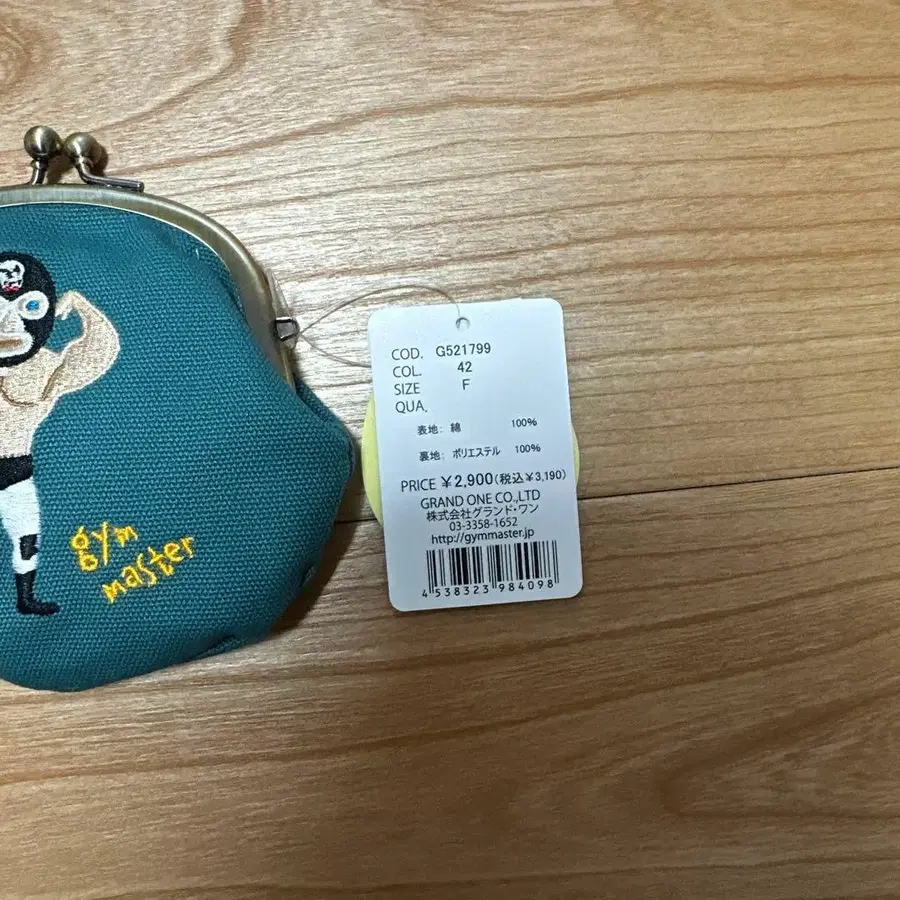 gym
master
COD. G521799
COL. 42
SIZE F
QUA.
表地: 綿 100%
裏地: ポリエステル 100%
PRICE ¥2,900(税込¥3,190)
GRAND ONE CO.,LTD
株式会社グランド・ワン
03-3358-1652
http://gymmaster.jp
4 538323 984098